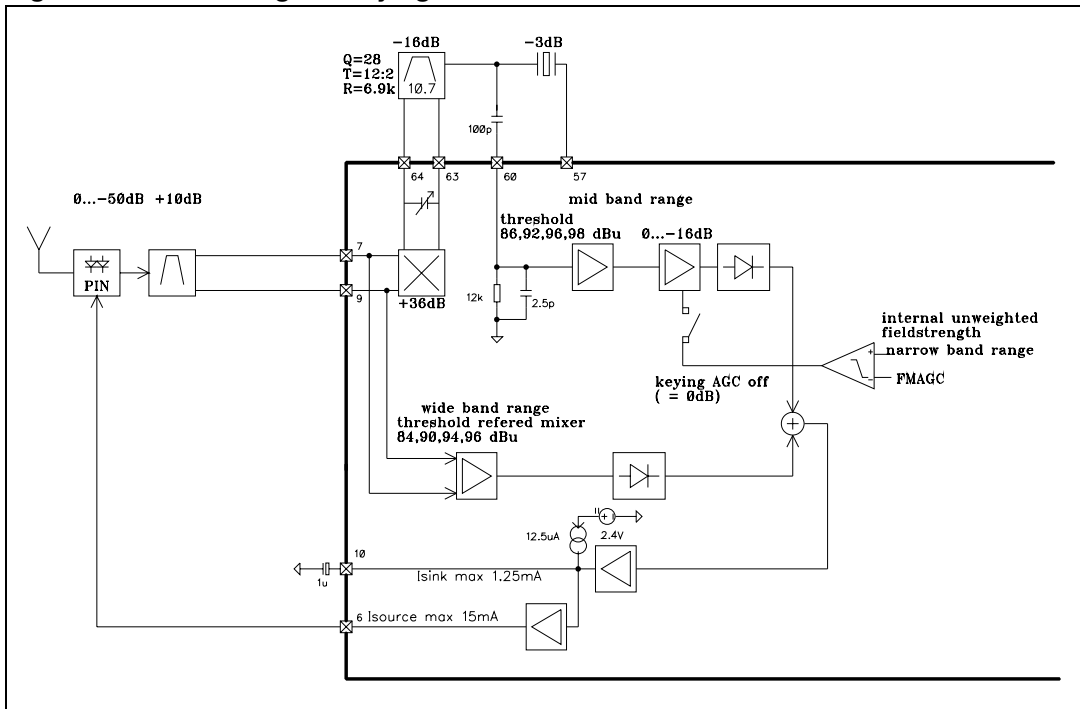 -16dB
-3dB
Q=28
T=12:2
R=6.9k
10.7
100p
64
63
60
57
0...-50dB +10dB
mid band range
threshold
86,92,96,98 dBu
0...-16dB
7
PIN
9
+36dB
12k
2.5p
internal unweighted
fieldstrength
narrow band range
+
-
FMAGC
keying AGC off
( = 0dB)
wide band range
threshold refered mixer
84,90,94,96 dBu
+
12.5uA
+
2.4V
10
1u
Isink max 1.25mA
6
Isource max 15mA